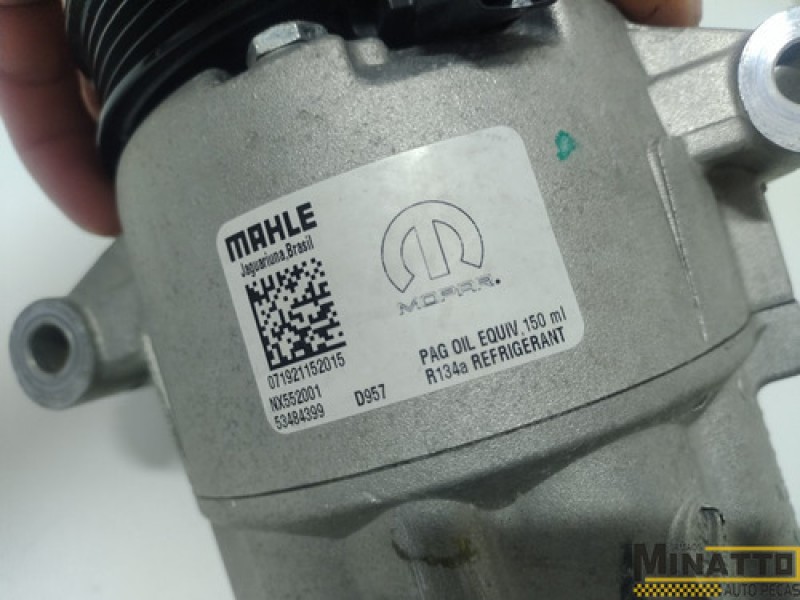 MAHLE
Jaguariuna, Brasil
MOPAR.
071921152015
NX552001
53484399
D957
PAG OIL EQUIV. 150 ml
R134a REFRIGERANT
MINATTO
AUTO PEÇAS